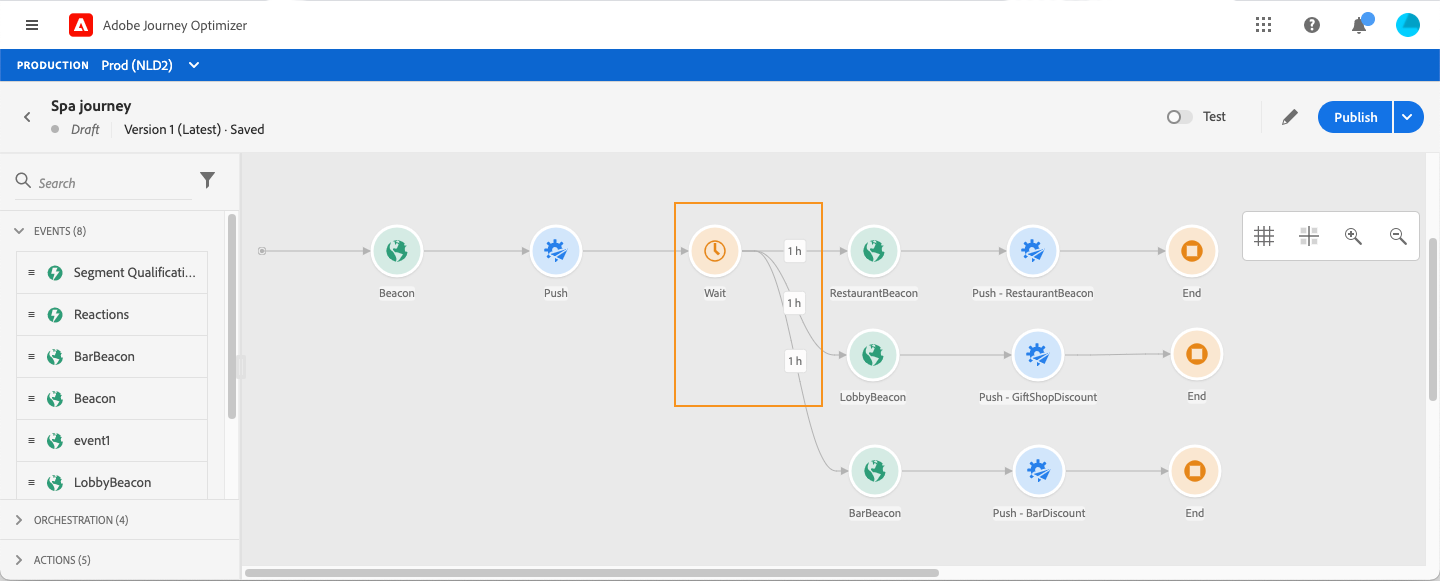 Adobe Journey Optimizer
PRODUCTION Prod (NLD2)
Spa journey
Draft Version 1 (Latest) · Saved
Test
Publish
Search
EVENTS (8)
Segment Qualificati...
Reactions
BarBeacon
Beacon
event1
LobbyBeacon
ORCHESTRATION (4)
ACTIONS (5)
1 h
Beacon
Push
Wait
RestaurantBeacon
Push - RestaurantBeacon
End
1 h
LobbyBeacon
Push - GiftShopDiscount
End
1 h
BarBeacon
Push - BarDiscount
End